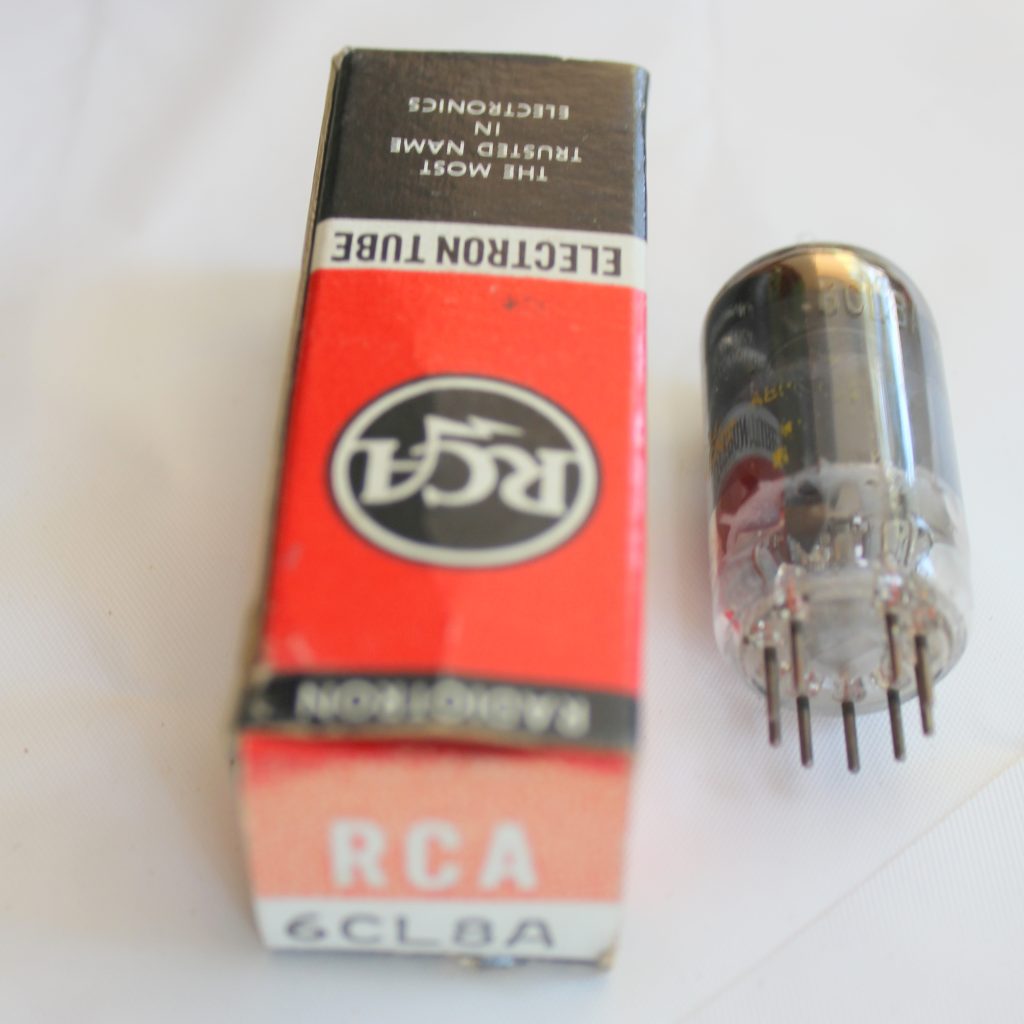 THE MOST
TRUSTED NAME
IN
ELECTRONICS
ELECTRON TUBE
RCA
RADIOTRON
RCA
6CL8A